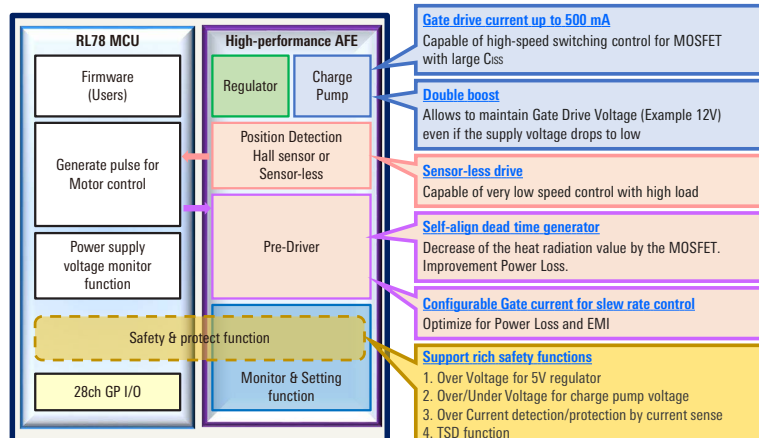 RL78 MCU
Firmware
(Users)
Generate pulse for
Motor control
Power supply
voltage monitor
function
Safety & protect function
28ch GP I/O
High-performance AFE
Regulator
Charge
Pump
Position Detection
Hall sensor or
Sensor-less
Pre-Driver
Monitor & Setting
function
Gate drive current up to 500 mA
Capable of high-speed switching control for MOSFET
with large CISS
Double boost
Allows to maintain Gate Drive Voltage (Example 12V)
even if the supply voltage drops to low
Sensor-less drive
Capable of very low speed control with high load
Self-align dead time generator
Decrease of the heat radiation value by the MOSFET.
Improvement Power Loss.
Configurable Gate current for slew rate control
Optimize for Power Loss and EMI
Support rich safety functions
1. Over Voltage for 5V regulator
2. Over/Under Voltage for charge pump voltage
3. Over Current detection/protection by current sense
4. TSD function